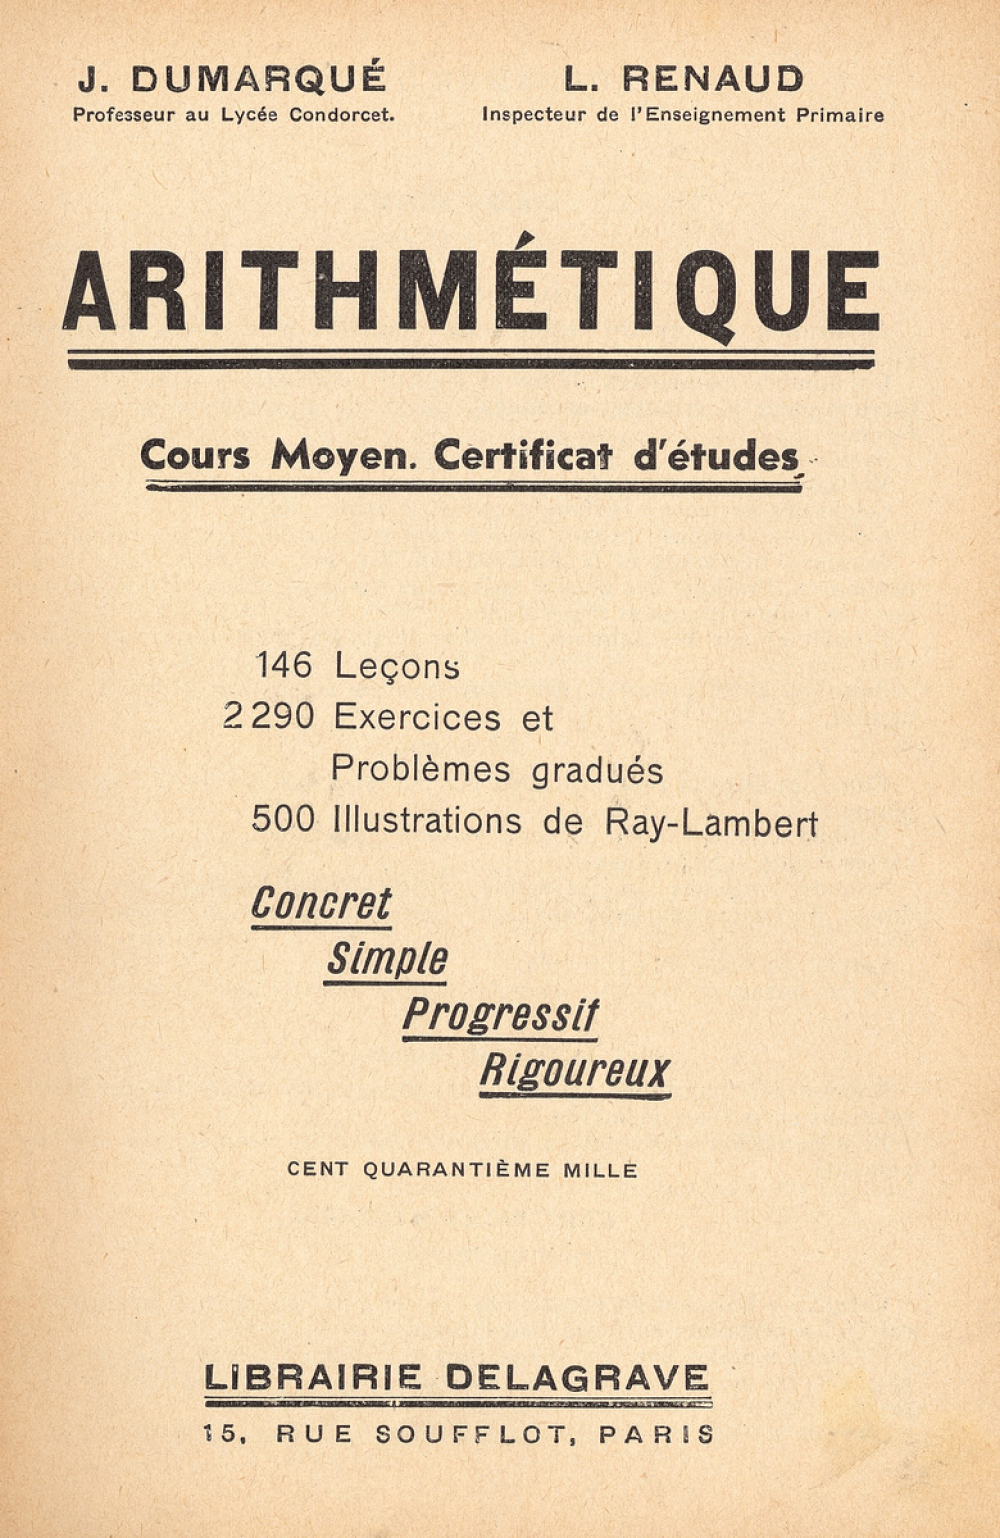 J. DUMARQUÉ
Professeur au Lycée Condorcet.
L. RENAUD
Inspecteur de l'Enseignement Primaire
ARITHMÉTIQUE
Cours Moyen. Certificat d'études
146 Leçons
2 290 Exercices et
Problèmes gradués
500 Illustrations de Ray-Lambert
Concret
Simple
Progressif
Rigoureux
CENT QUARANTIÈME MILLE
LIBRAIRIE DELAGRAVE
15, RUE SOUFFLOT, PARIS